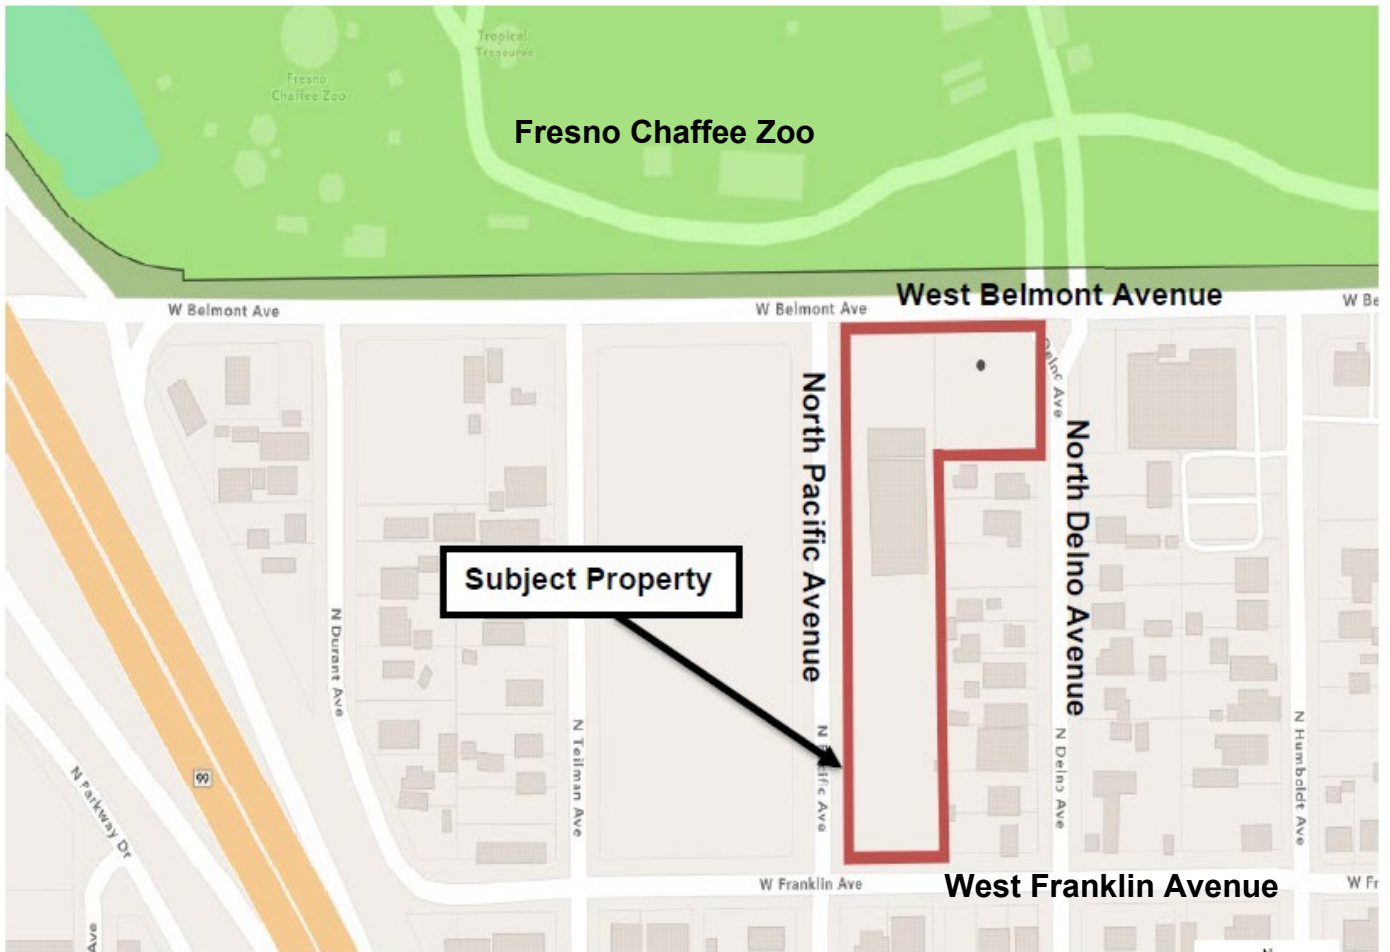 Tropical
Treasures
Fresno
Chaffee Zoo
Fresno Chaffee Zoo
West Belmont Avenue
W Belmont Ave
W Belmont Ave
W Be
Delno Ave
North Pacific Avenue
North Delno Avenue
Subject Property
N Durant Ave
N Teilman Ave
N Pacific Ave
N Delno Ave
N Humboldt Ave
99
N Parkway Dr
W Franklin Ave
West Franklin Avenue
W Fr
Ave
N